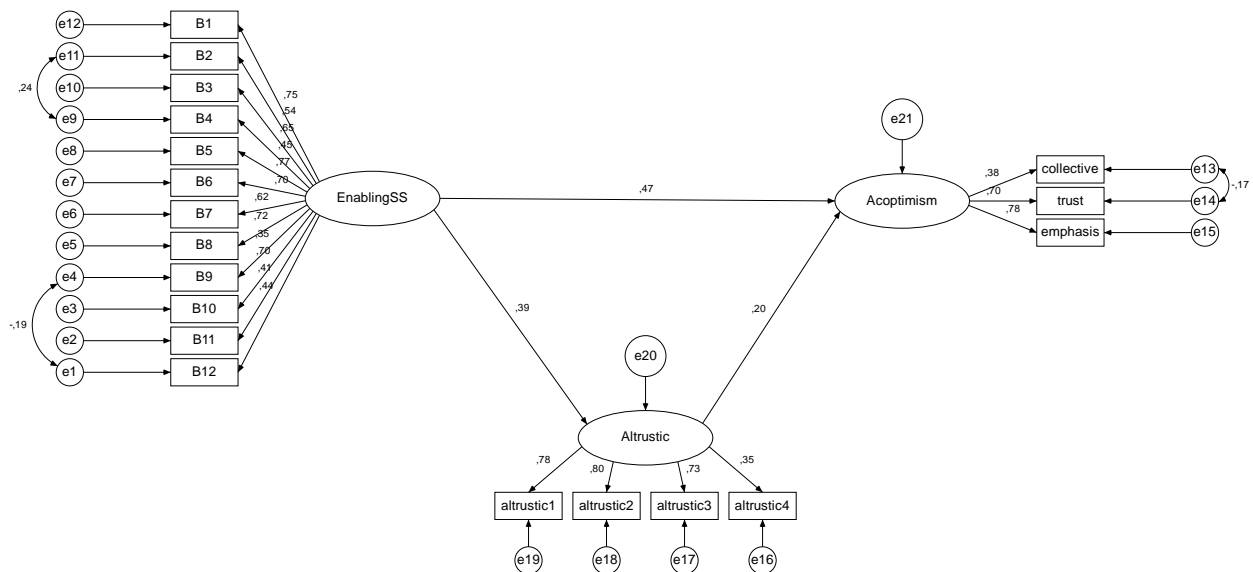 e12
B1
e11
B2
e10
B3
e9
B4
e8
B5
e7
B6
e6
B7
e5
B8
e4
B9
e3
B10
e2
B11
e1
B12
,24
-,19
,75
,54
,65
,45
,77
,70
,62
,72
,35
,70
,41
,44
EnablingSS
,47
,39
,20
e21
Acoptimism
,38
,70
,78
collective
trust
emphasis
e13
e14
e15
-,17
e20
Altrustic
,78
,80
,73
,35
altrustic1
altrustic2
altrustic3
altrustic4
e19
e18
e17
e16